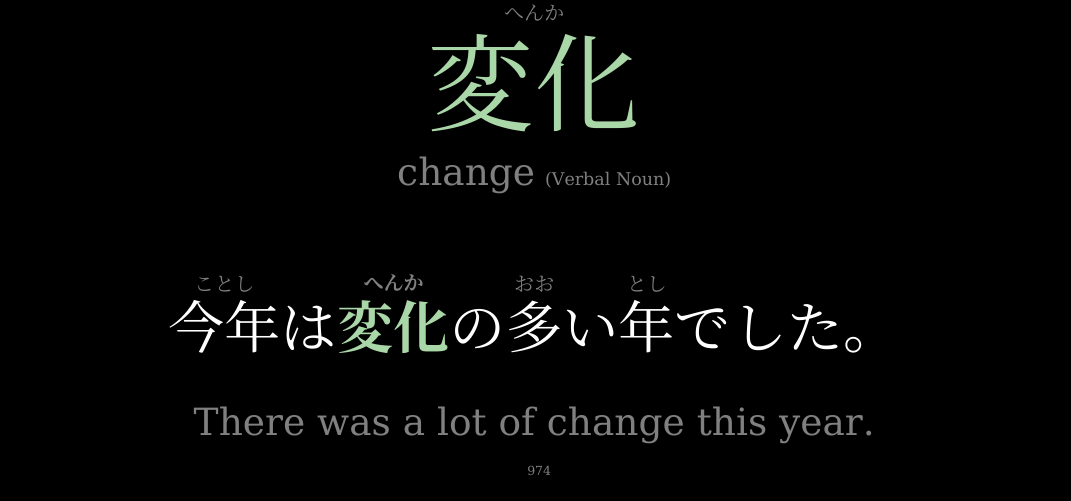 へんか
変化
change (Verbal Noun)
ことし へんか おお とし
今年は変化の多い年でした。
There was a lot of change this year.
974